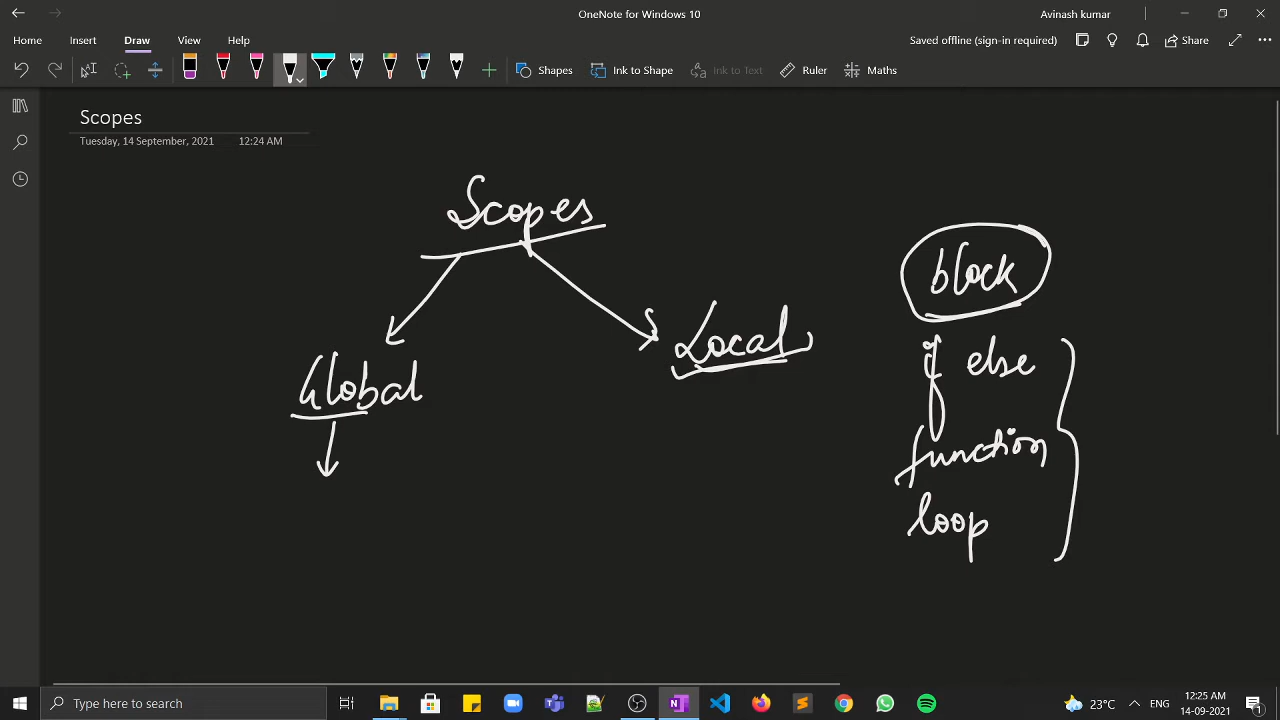 OneNote for Windows 10
Avinash kumar
Home Insert Draw View Help
Saved offline (sign-in required)
Share
Shapes
Ink to Shape
Ink to Text
Ruler
Maths
Scopes
Tuesday, 14 September, 2021 12:24 AM
Scopes
Global
Local
block
if else
function
loop
Type here to search
23°C
ENG
12:25 AM
14-09-2021